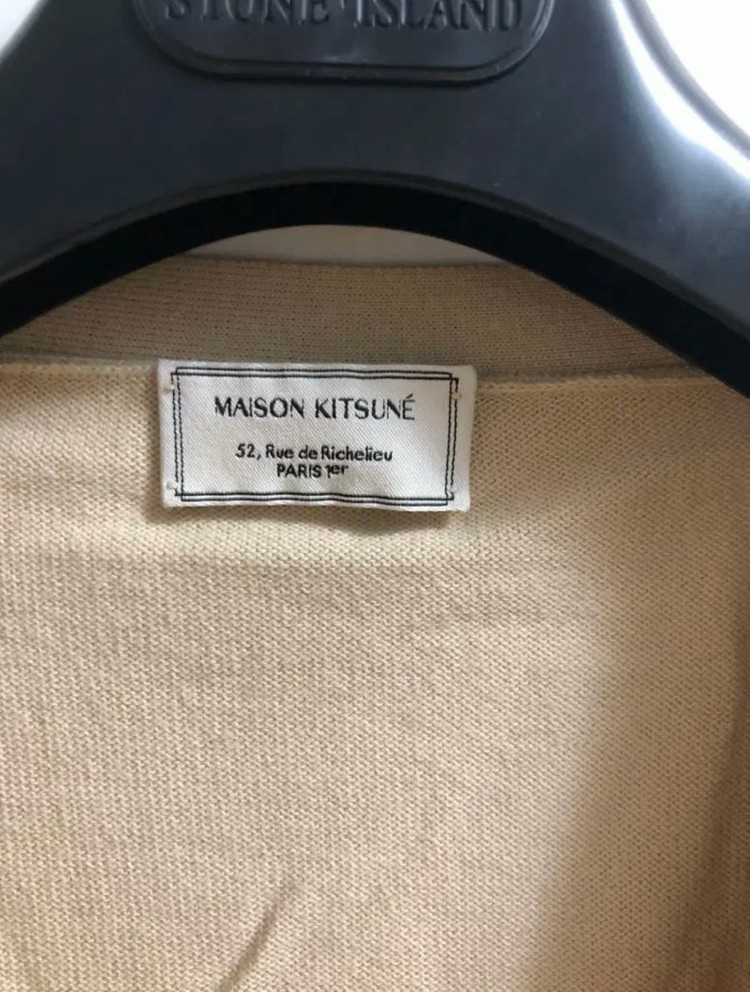 STONE ISLAND
MAISON KITSUNÉ
52, Rue de Richelieu
PARIS 1er